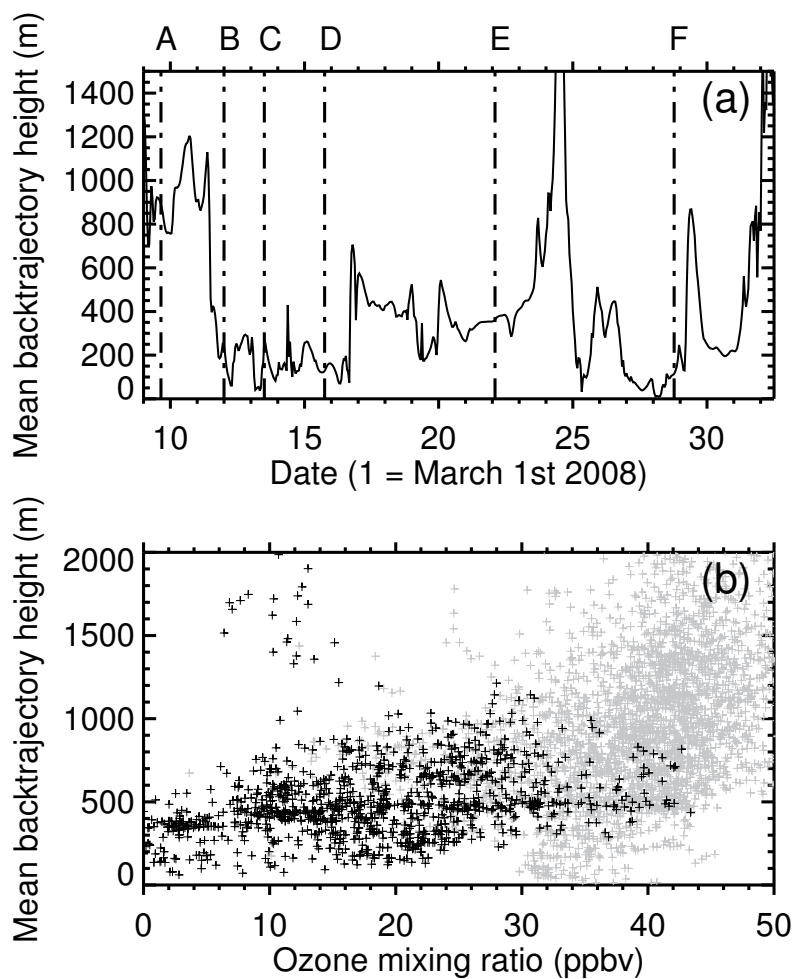 A B C D E F
(a)
Mean backtrajectory height (m)
1400
1200
1000
800
600
400
200
0
10 15 20 25 30
Date (1 = March 1st 2008)
(b)
Mean backtrajectory height (m)
2000
1500
1000
500
0
0 10 20 30 40 50
Ozone mixing ratio (ppbv)